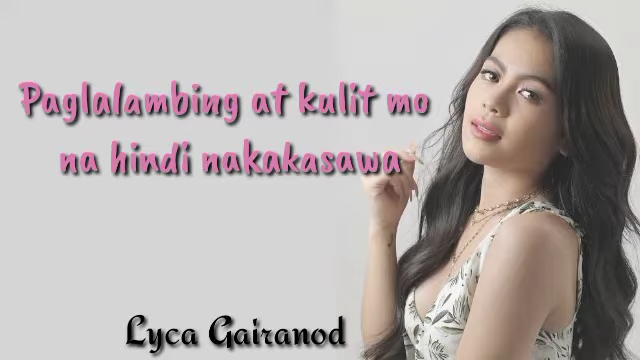 Paglalambing at kulit mo
na hindi nakakasawa
Lyca Gairanod